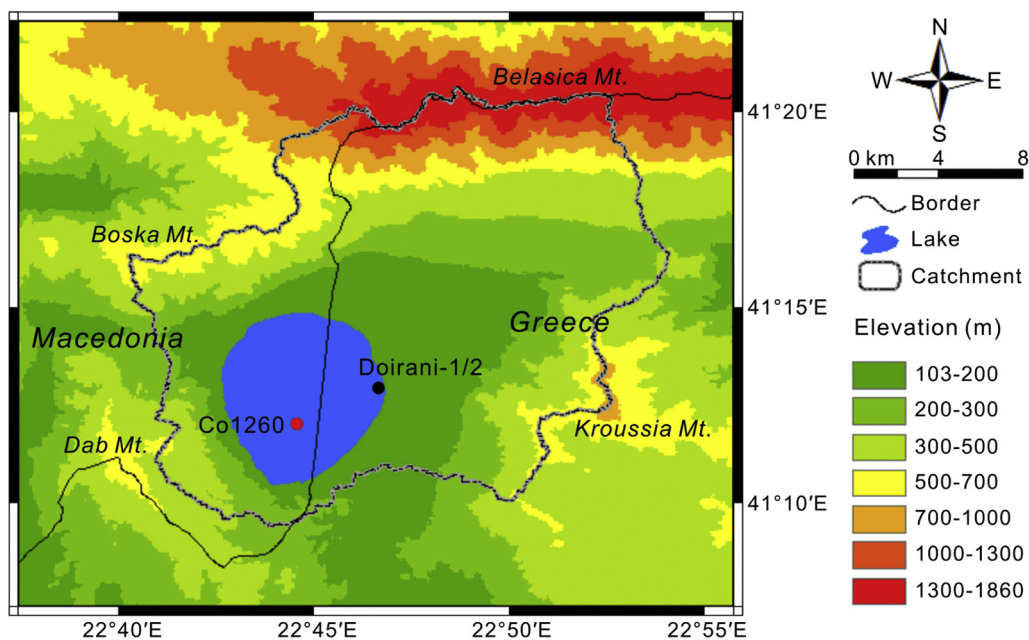 Belasica Mt.
Boska Mt.
Macedonia
Greece
Doirani-1/2
Co1260
Kroussia Mt.
Dab Mt.
41°20′E
41°15′E
41°10′E
22°40′E
22°45′E
22°50′E
22°55′E
N
W
E
S
0 km
4
8
Border
Lake
Catchment
Elevation (m)
103-200
200-300
300-500
500-700
700-1000
1000-1300
1300-1860